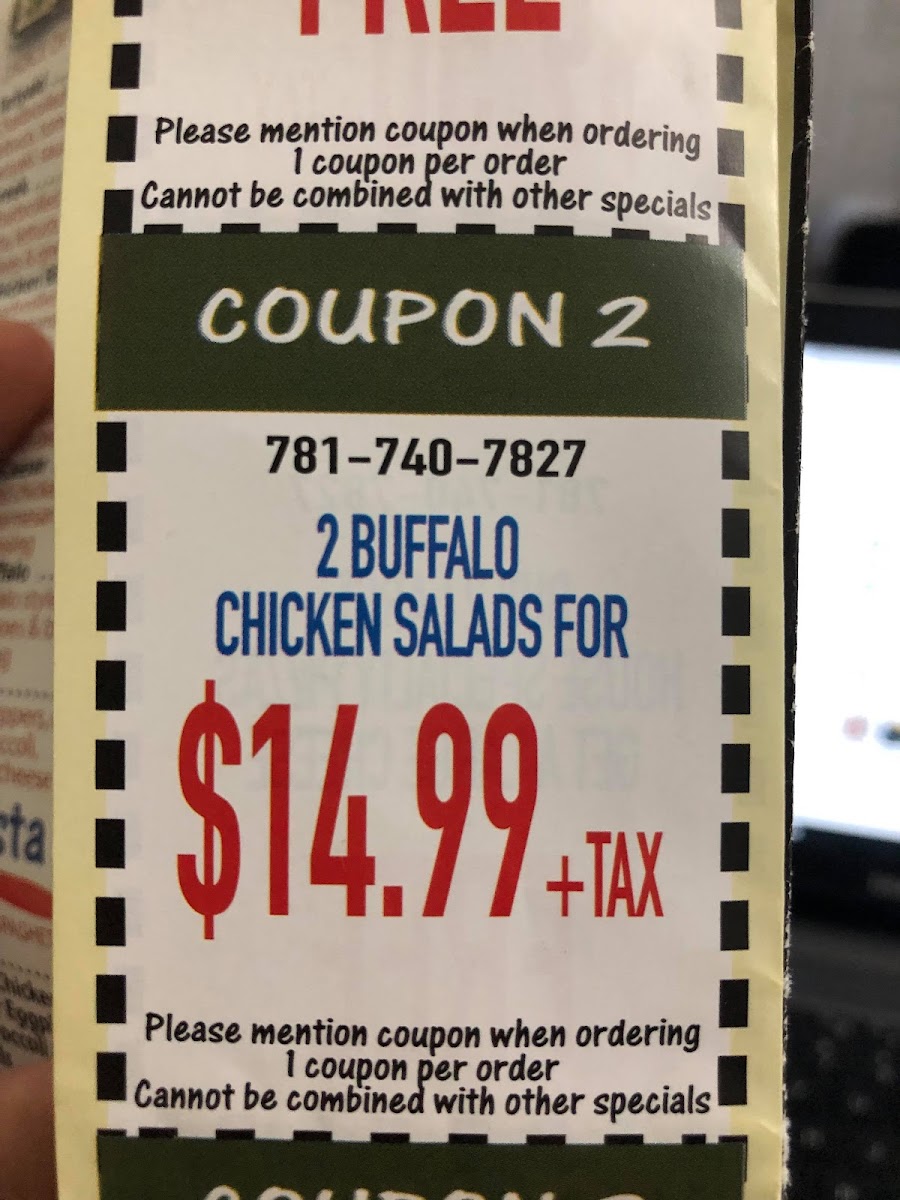 FREE
Please mention coupon when ordering
1 coupon per order
Cannot be combined with other specials
COUPON 2
781-740-7827
2 BUFFALO
CHICKEN SALADS FOR
$14.99 +TAX
Please mention coupon when ordering
1 coupon per order
Cannot be combined with other specials